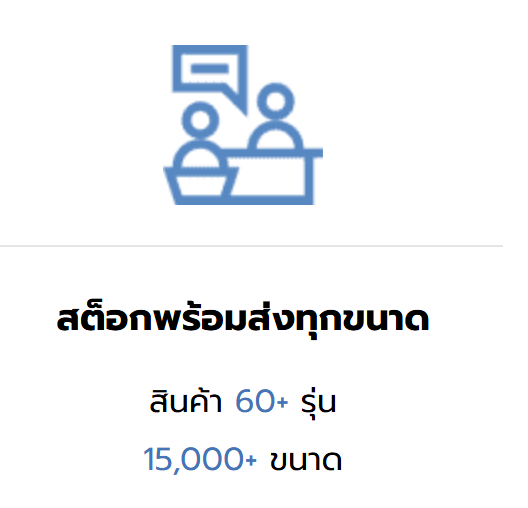 สต็อกพร้อมส่งทุกขนาด
สินค้า 60+ รุ่น
15,000+ ขนาด